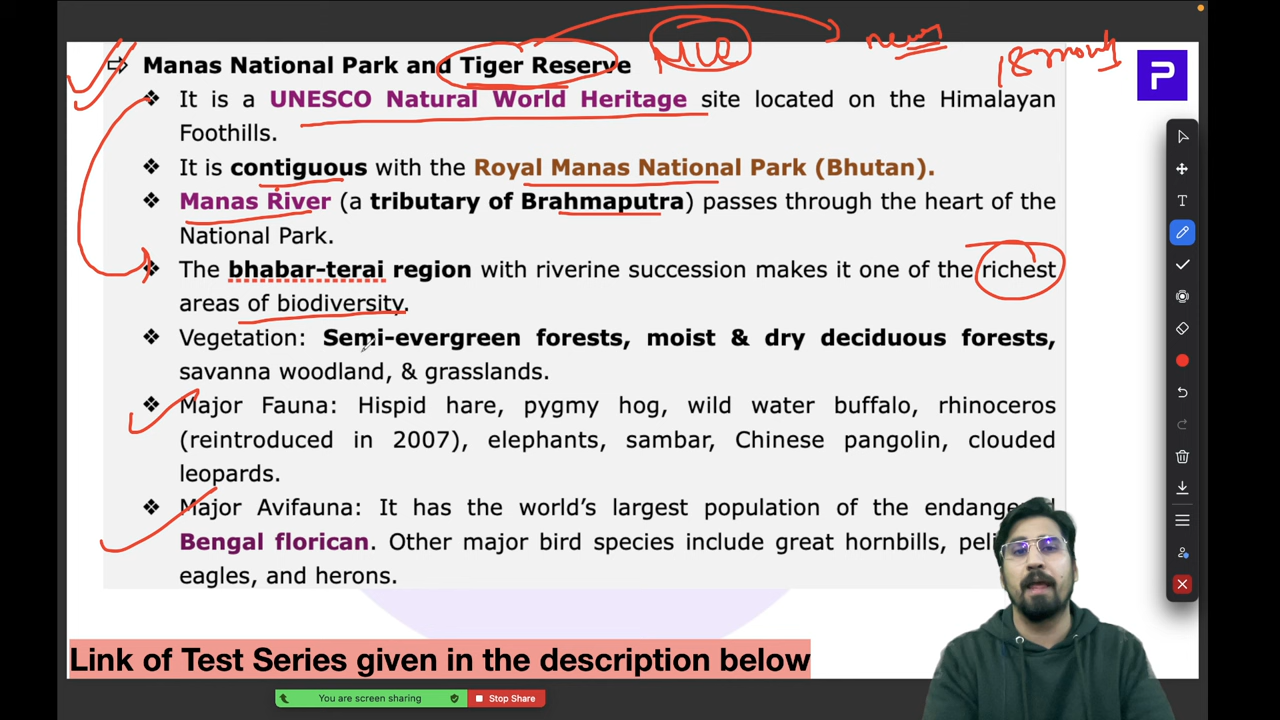 news
18 months
⇨ Manas National Park and Tiger Reserve
❖ It is a UNESCO Natural World Heritage site located on the Himalayan
Foothills.
❖ It is contiguous with the Royal Manas National Park (Bhutan).
❖ Manas River (a tributary of Brahmaputra) passes through the heart of the
National Park.
❖ The bhabar-terai region with riverine succession makes it one of the richest
areas of biodiversity.
❖ Vegetation: Semi-evergreen forests, moist & dry deciduous forests,
savanna woodland, & grasslands.
❖ Major Fauna: Hispid hare, pygmy hog, wild water buffalo, rhinoceros
(reintroduced in 2007), elephants, sambar, Chinese pangolin, clouded
leopards.
❖ Major Avifauna: It has the world's largest population of the
Bengal florican. Other major bird species include great hornbills,
eagles, and herons.
Link of Test Series given in the description below
You are screen sharing
Stop Share
P
T